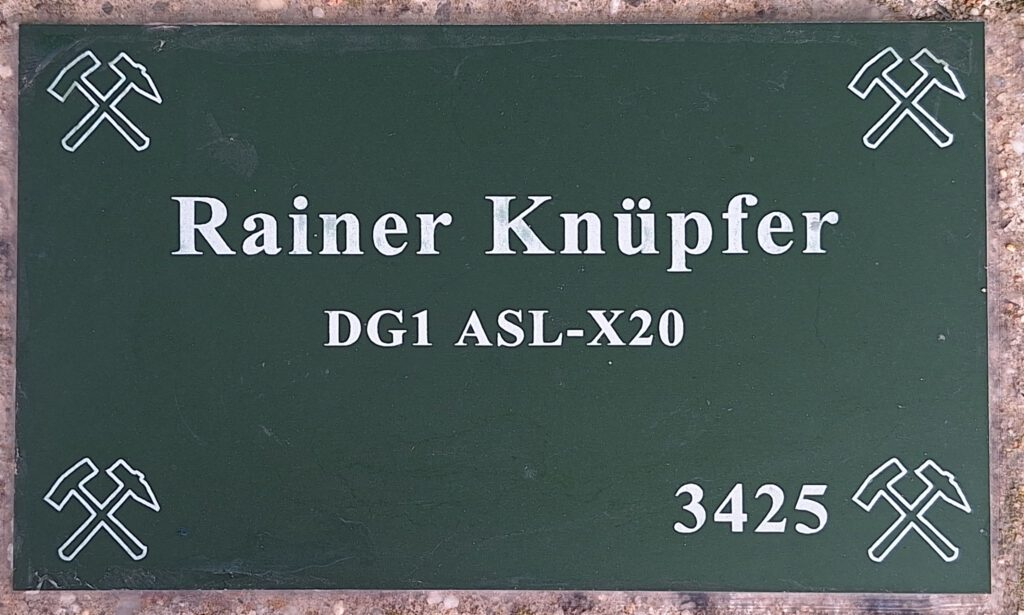 Rainer Knüpfer
DG1 ASL-X20
3425